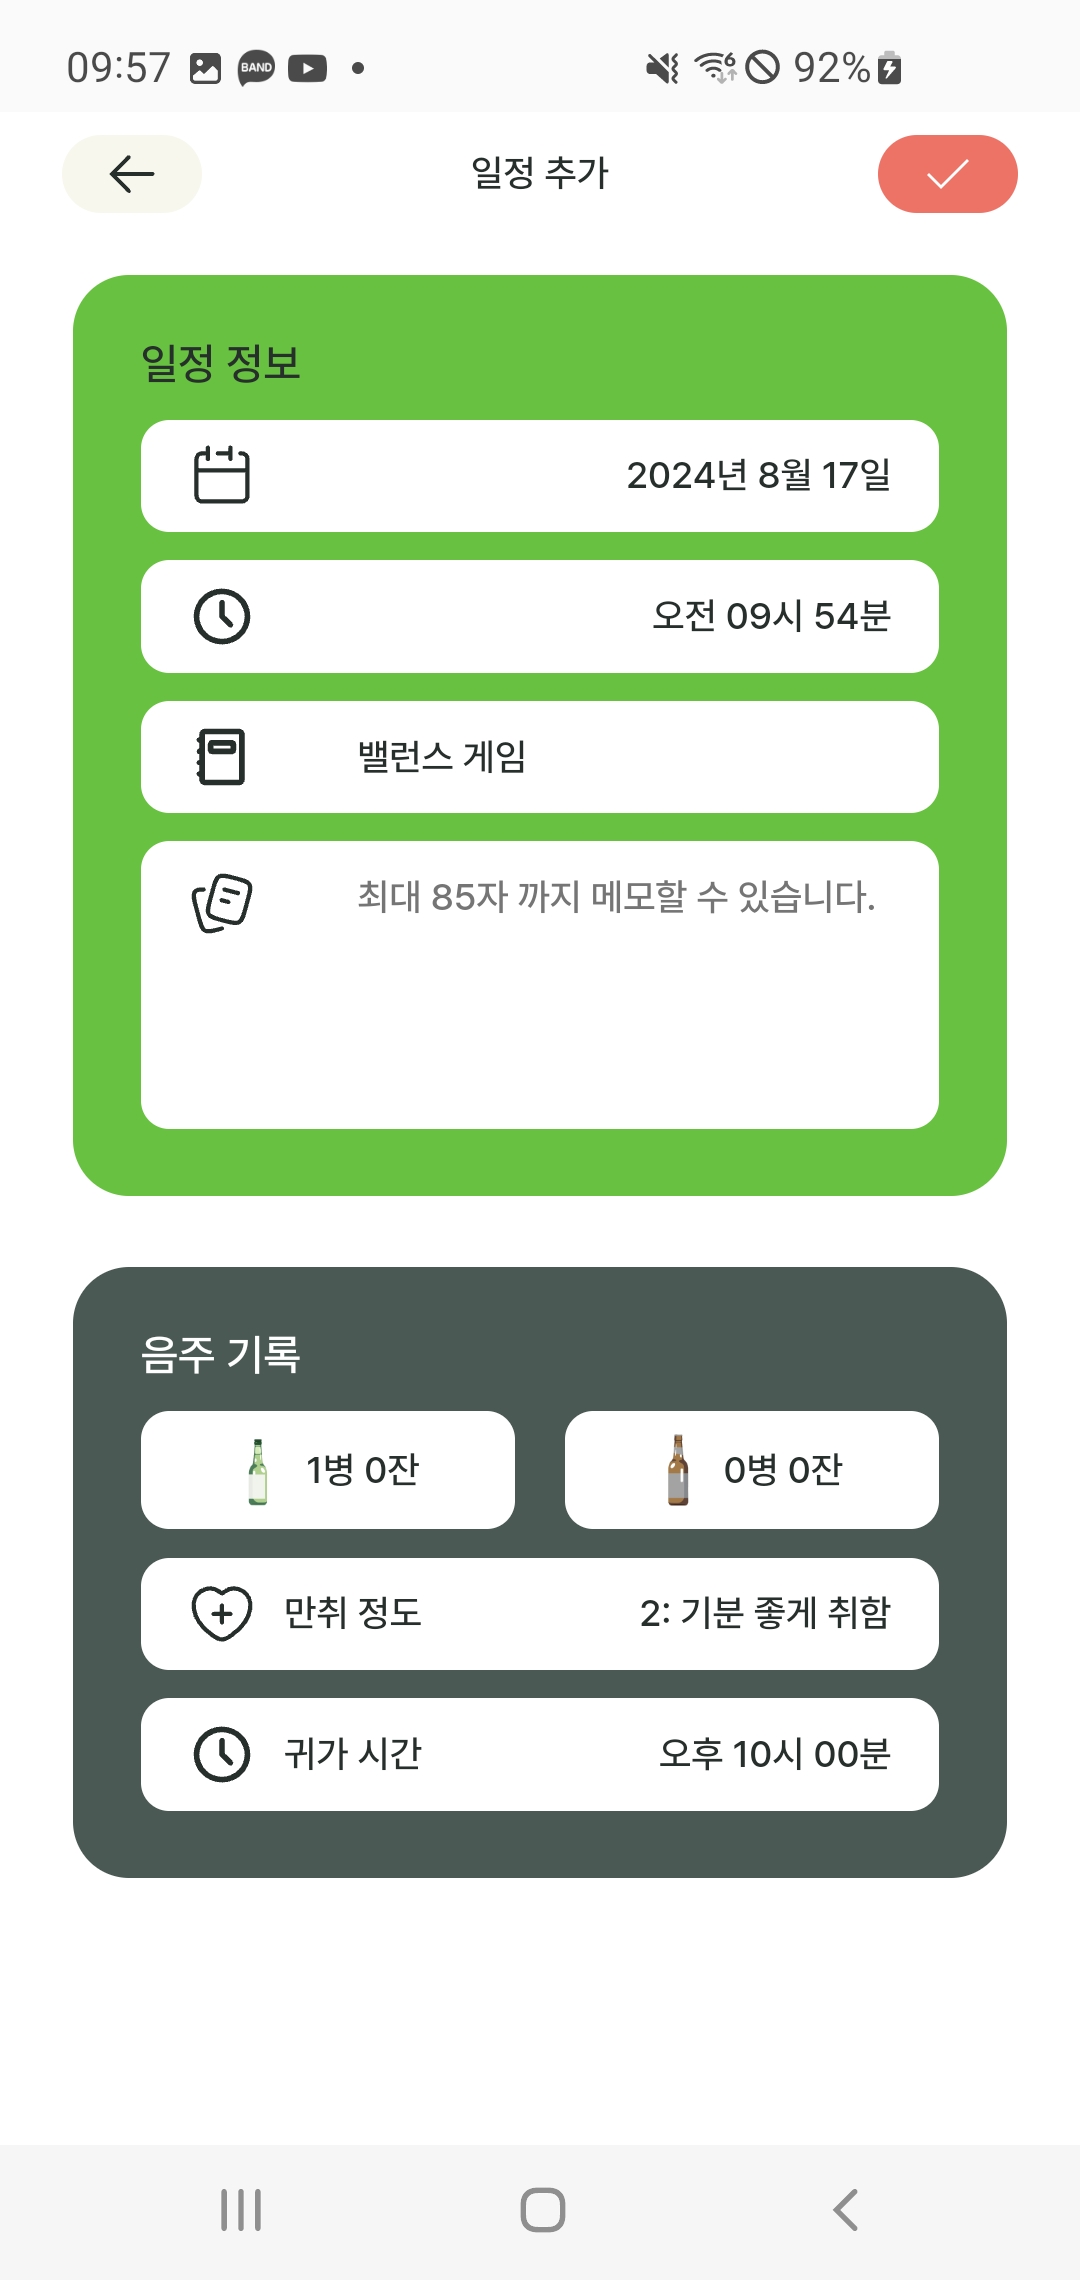 09:57 BAND 6 92%
일정 추가
일정 정보
2024년 8월 17일
오전 09시 54분
밸런스 게임
최대 85자 까지 메모할 수 있습니다.
음주 기록
1병 0잔
0병 0잔
만취 정도 2: 기분 좋게 취함
귀가 시간 오후 10시 00분